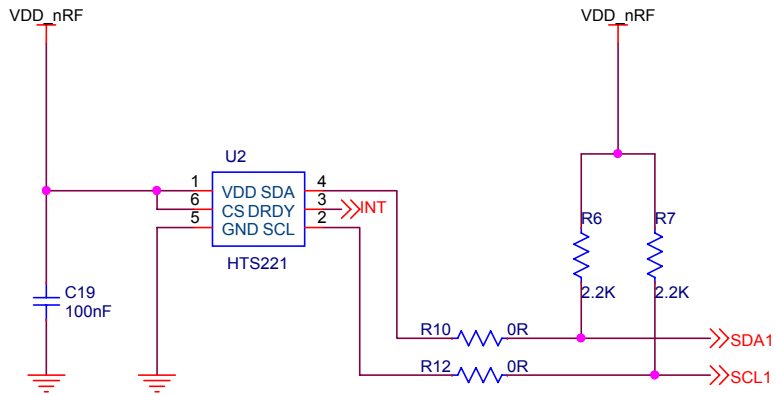 VDD_nRF
VDD_nRF
U2
1
VDD SDA
4
6
CS DRDY
3
INT
5
GND SCL
2
HTS221
R6
R7
2.2K
2.2K
C19
100nF
R10
0R
SDA1
R12
0R
SCL1